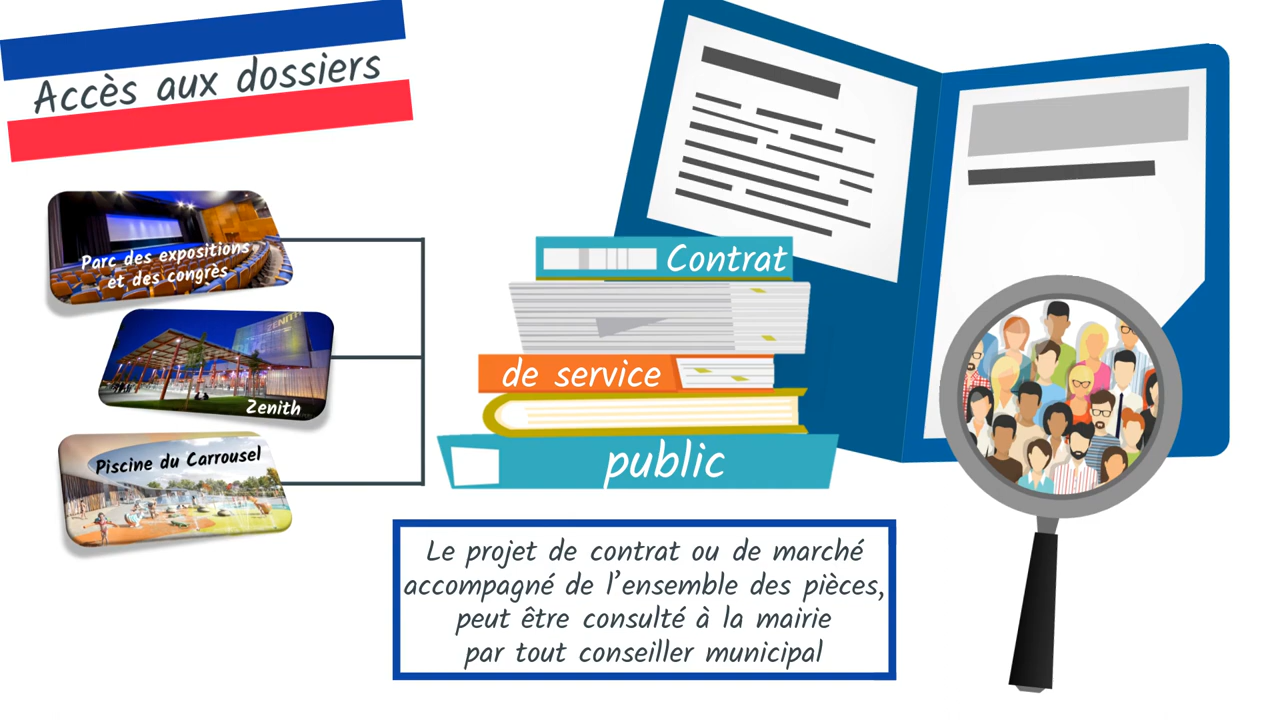 Accès aux dossiers
Parc des expositions
et des congrès
ZENITH
Zenith
Piscine du Carrousel
Contrat
de service
public
Le projet de contrat ou de marché
accompagné de l'ensemble des pièces,
peut être consulté à la mairie
par tout conseiller municipal